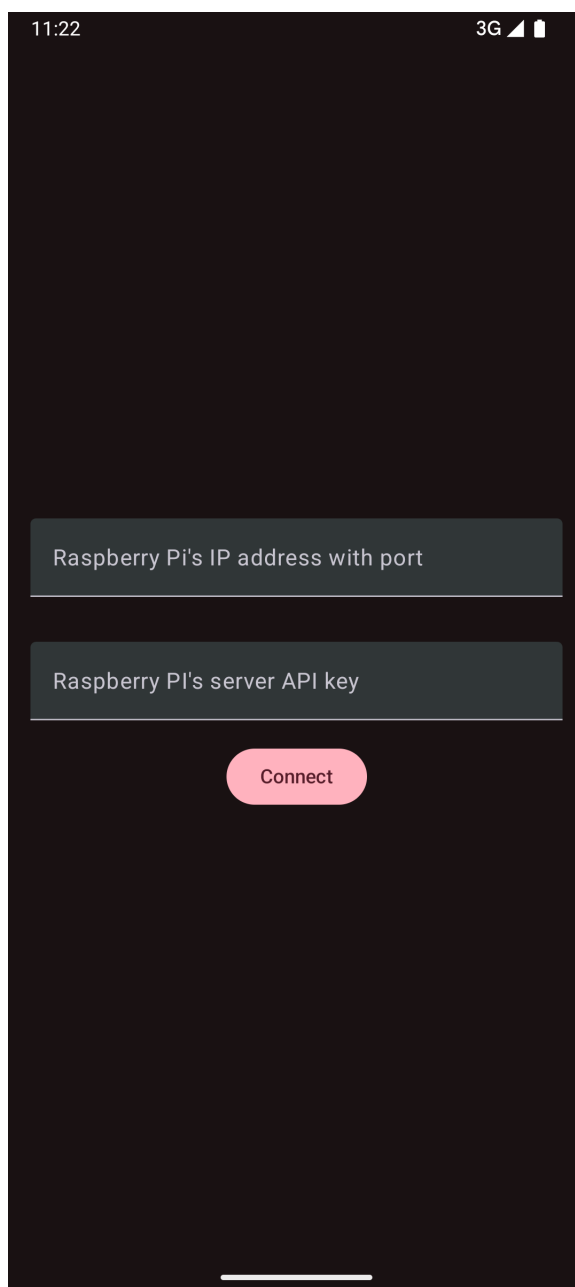 11:22 3G
Raspberry Pi's IP address with port
Raspberry PI's server API key
Connect